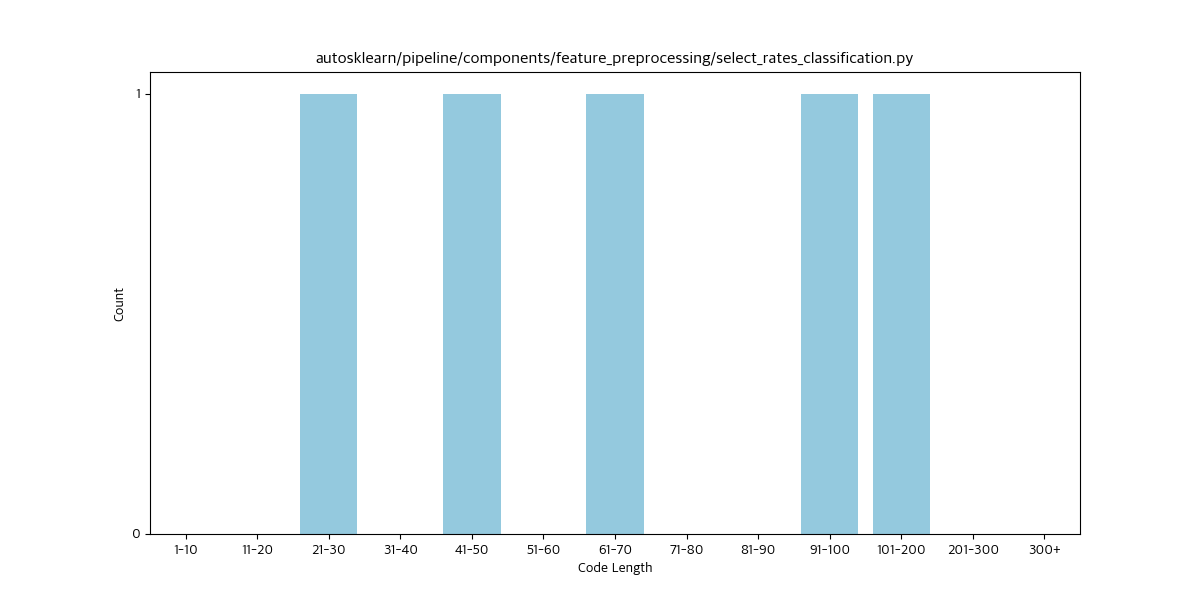 autosklearn/pipeline/components/feature_preprocessing/select_rates_classification.py
Count
1
0
1-10 11-20 21-30 31-40 41-50 51-60 61-70 71-80 81-90 91-100 101-200 201-300 300+
Code Length